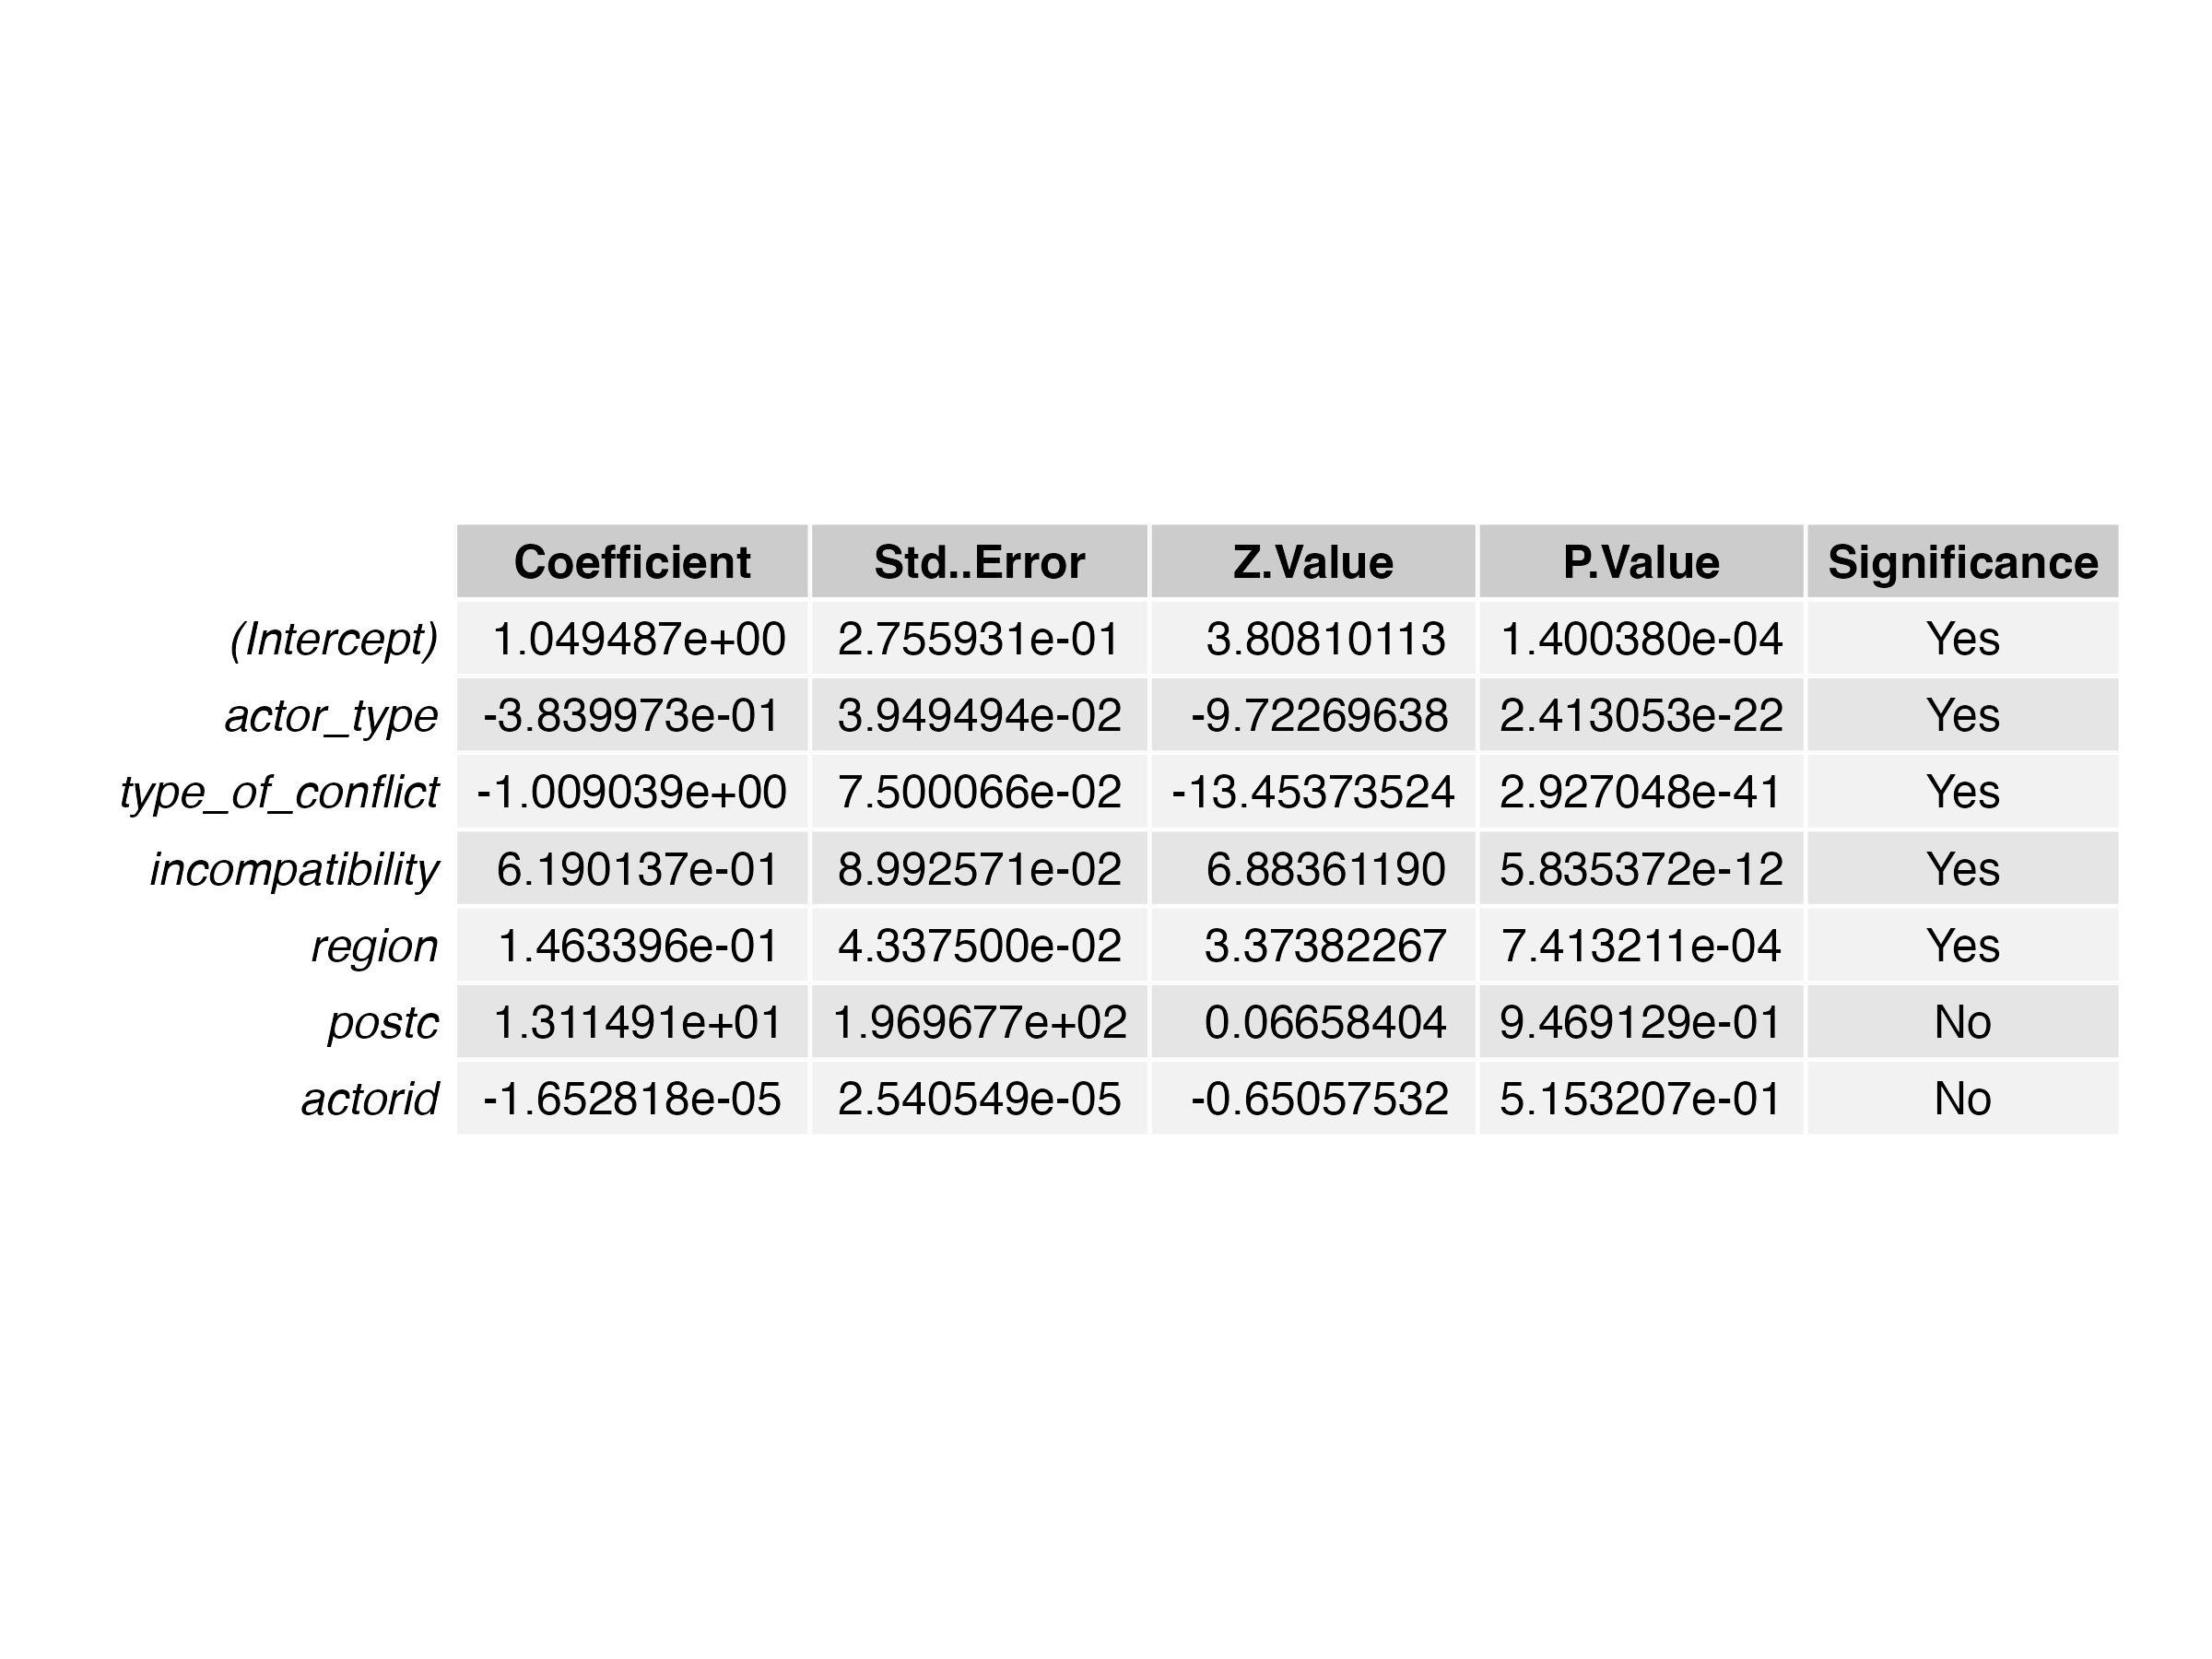 Coefficient Std..Error Z.Value P.Value Significance
(Intercept) 1.049487e+00 2.755931e-01 3.80810113 1.400380e-04 Yes
actor_type -3.839973e-01 3.949494e-02 -9.72269638 2.413053e-22 Yes
type_of_conflict -1.009039e+00 7.500066e-02 -13.45373524 2.927048e-41 Yes
incompatibility 6.190137e-01 8.992571e-02 6.88361190 5.835372e-12 Yes
region 1.463396e-01 4.337500e-02 3.37382267 7.413211e-04 Yes
postc 1.311491e+01 1.969677e+02 0.06658404 9.469129e-01 No
actorid -1.652818e-05 2.540549e-05 -0.65057532 5.153207e-01 No